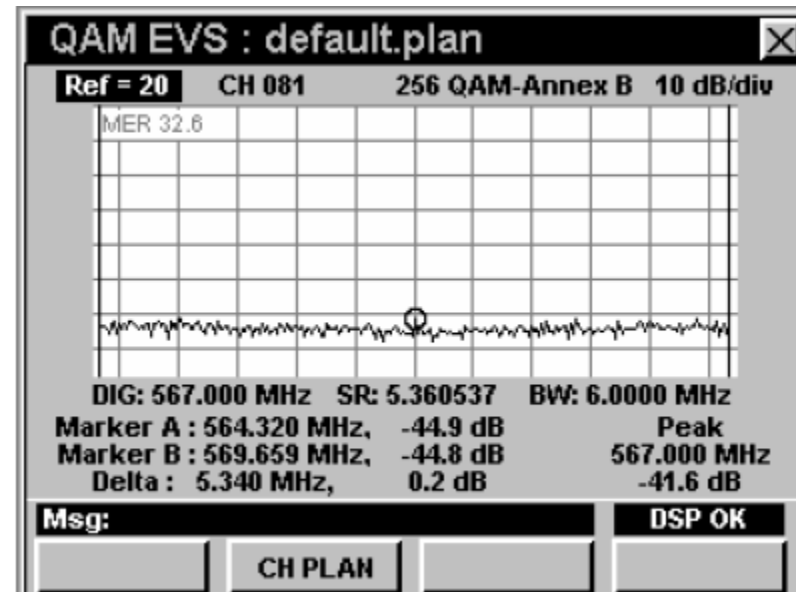 QAM EVS : default.plan
Ref = 20 CH 081 256 QAM-Annex B 10 dB/div
MER 32.6
DIG: 567.000 MHz SR: 5.360537 BW: 6.0000 MHz
Marker A : 564.320 MHz, -44.9 dB Peak
Marker B : 569.659 MHz, -44.8 dB 567.000 MHz
Delta : 5.340 MHz, 0.2 dB -41.6 dB
Msg: DSP OK
CH PLAN